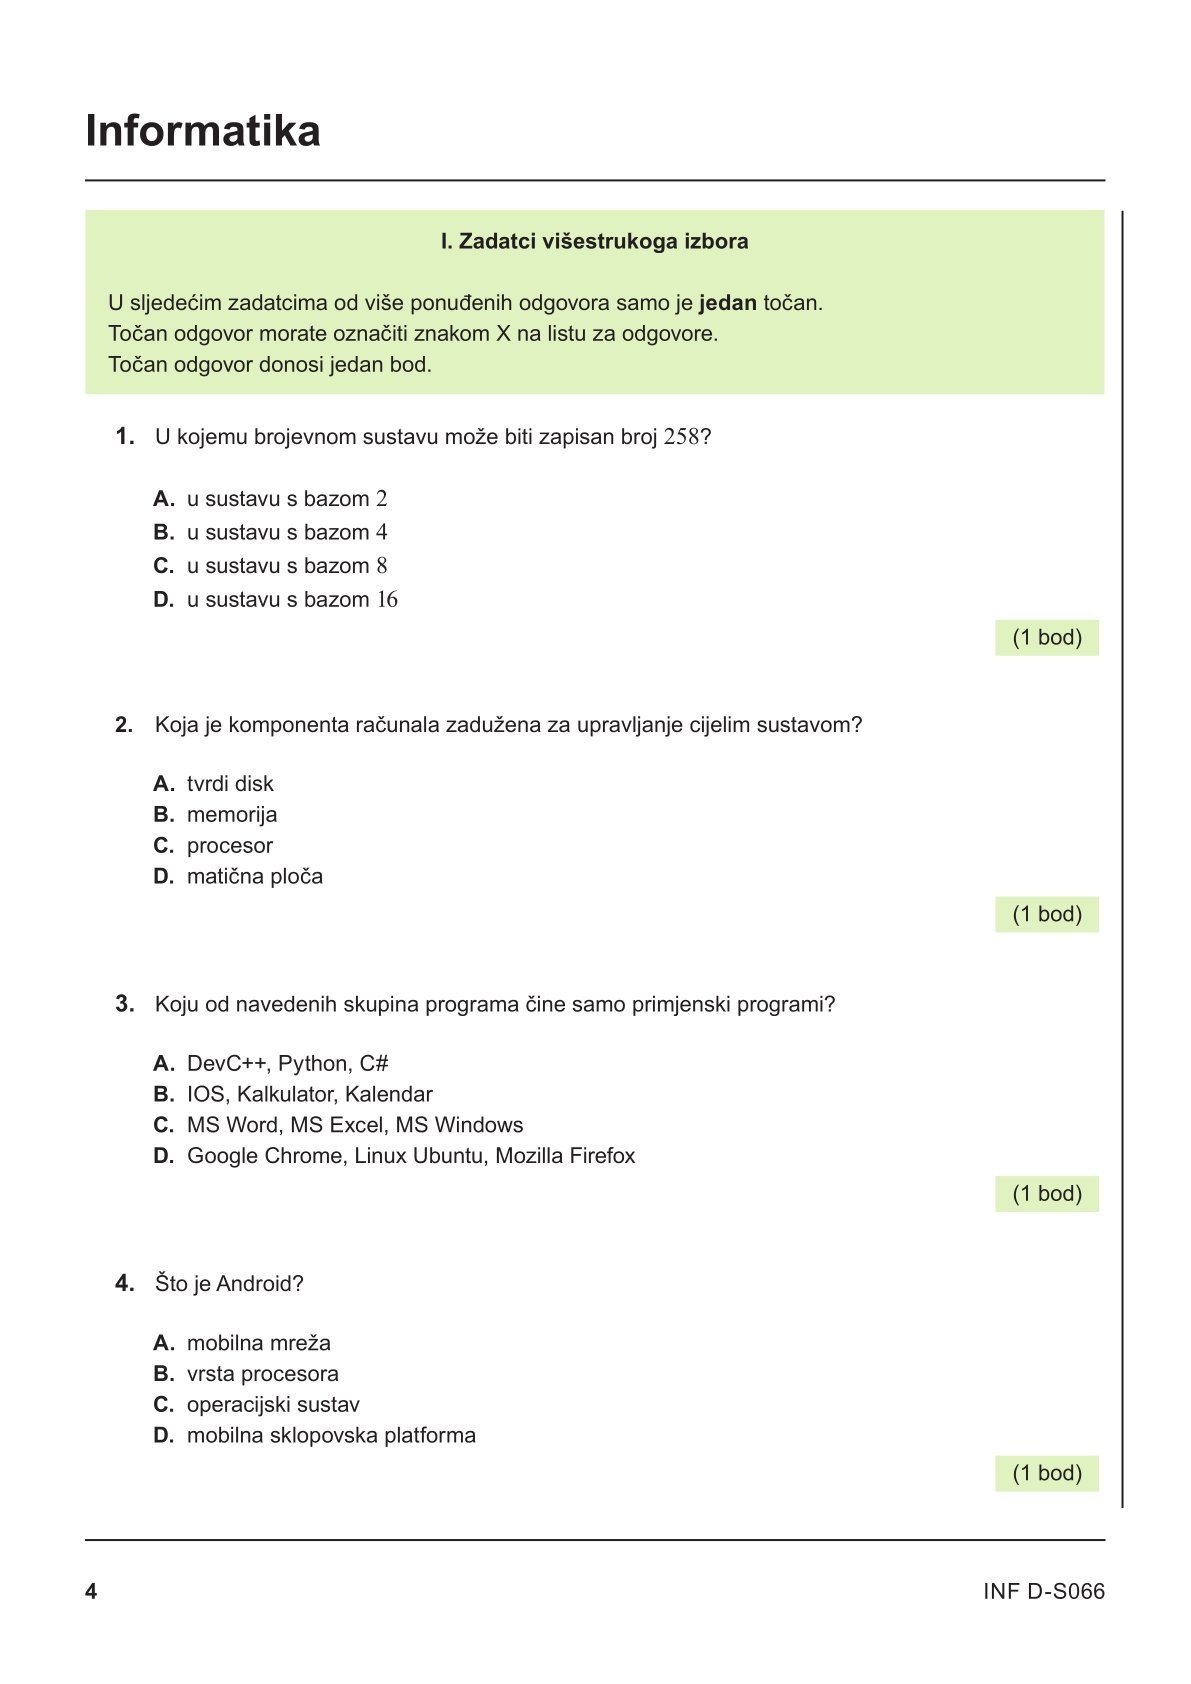 Informatika
I. Zadatci višestrukoga izbora
U sljedećim zadatcima od više ponuđenih odgovora samo je jedan točan.
Točan odgovor morate označiti znakom X na listu za odgovore.
Točan odgovor donosi jedan bod.
1. U kojemu brojevnom sustavu može biti zapisan broj 258?
A. u sustavu s bazom 2
B. u sustavu s bazom 4
C. u sustavu s bazom 8
D. u sustavu s bazom 16
(1 bod)
2. Koja je komponenta računala zadužena za upravljanje cijelim sustavom?
A. tvrdi disk
B. memorija
C. procesor
D. matična ploča
(1 bod)
3. Koju od navedenih skupina programa čine samo primjenski programi?
A. DevC++, Python, C#
B. IOS, Kalkulator, Kalendar
C. MS Word, MS Excel, MS Windows
D. Google Chrome, Linux Ubuntu, Mozilla Firefox
(1 bod)
4. Što je Android?
A. mobilna mreža
B. vrsta procesora
C. operacijski sustav
D. mobilna sklopovska platforma
(1 bod)
4
INF D-S066